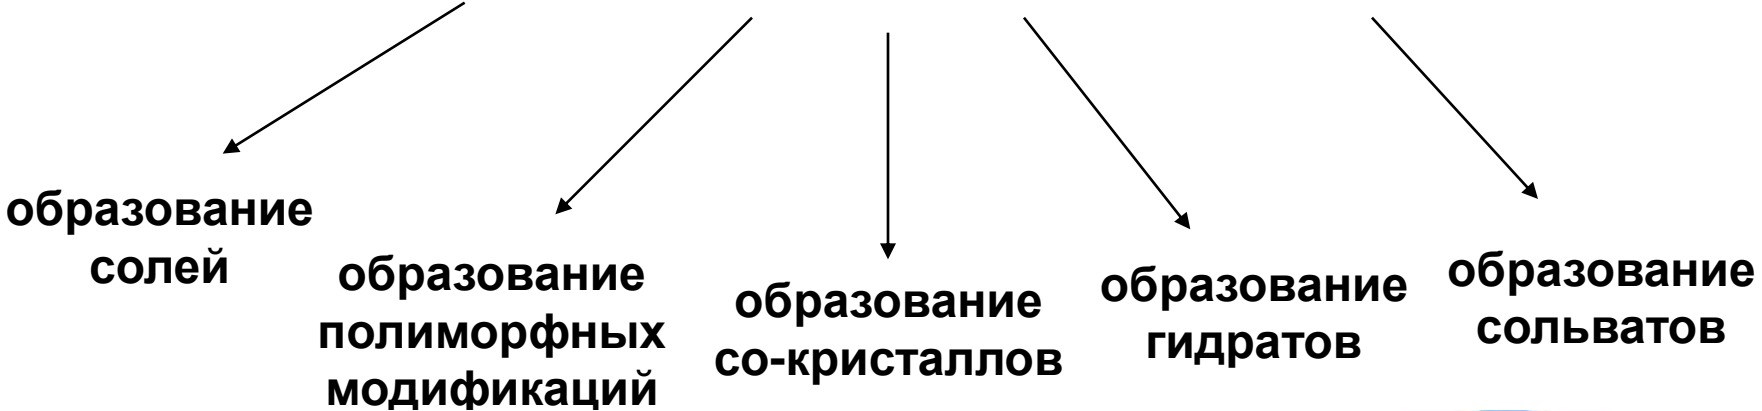 образование
солей
образование
полиморфных
модификаций
образование
со-кристаллов
образование
гидратов
образование
сольватов